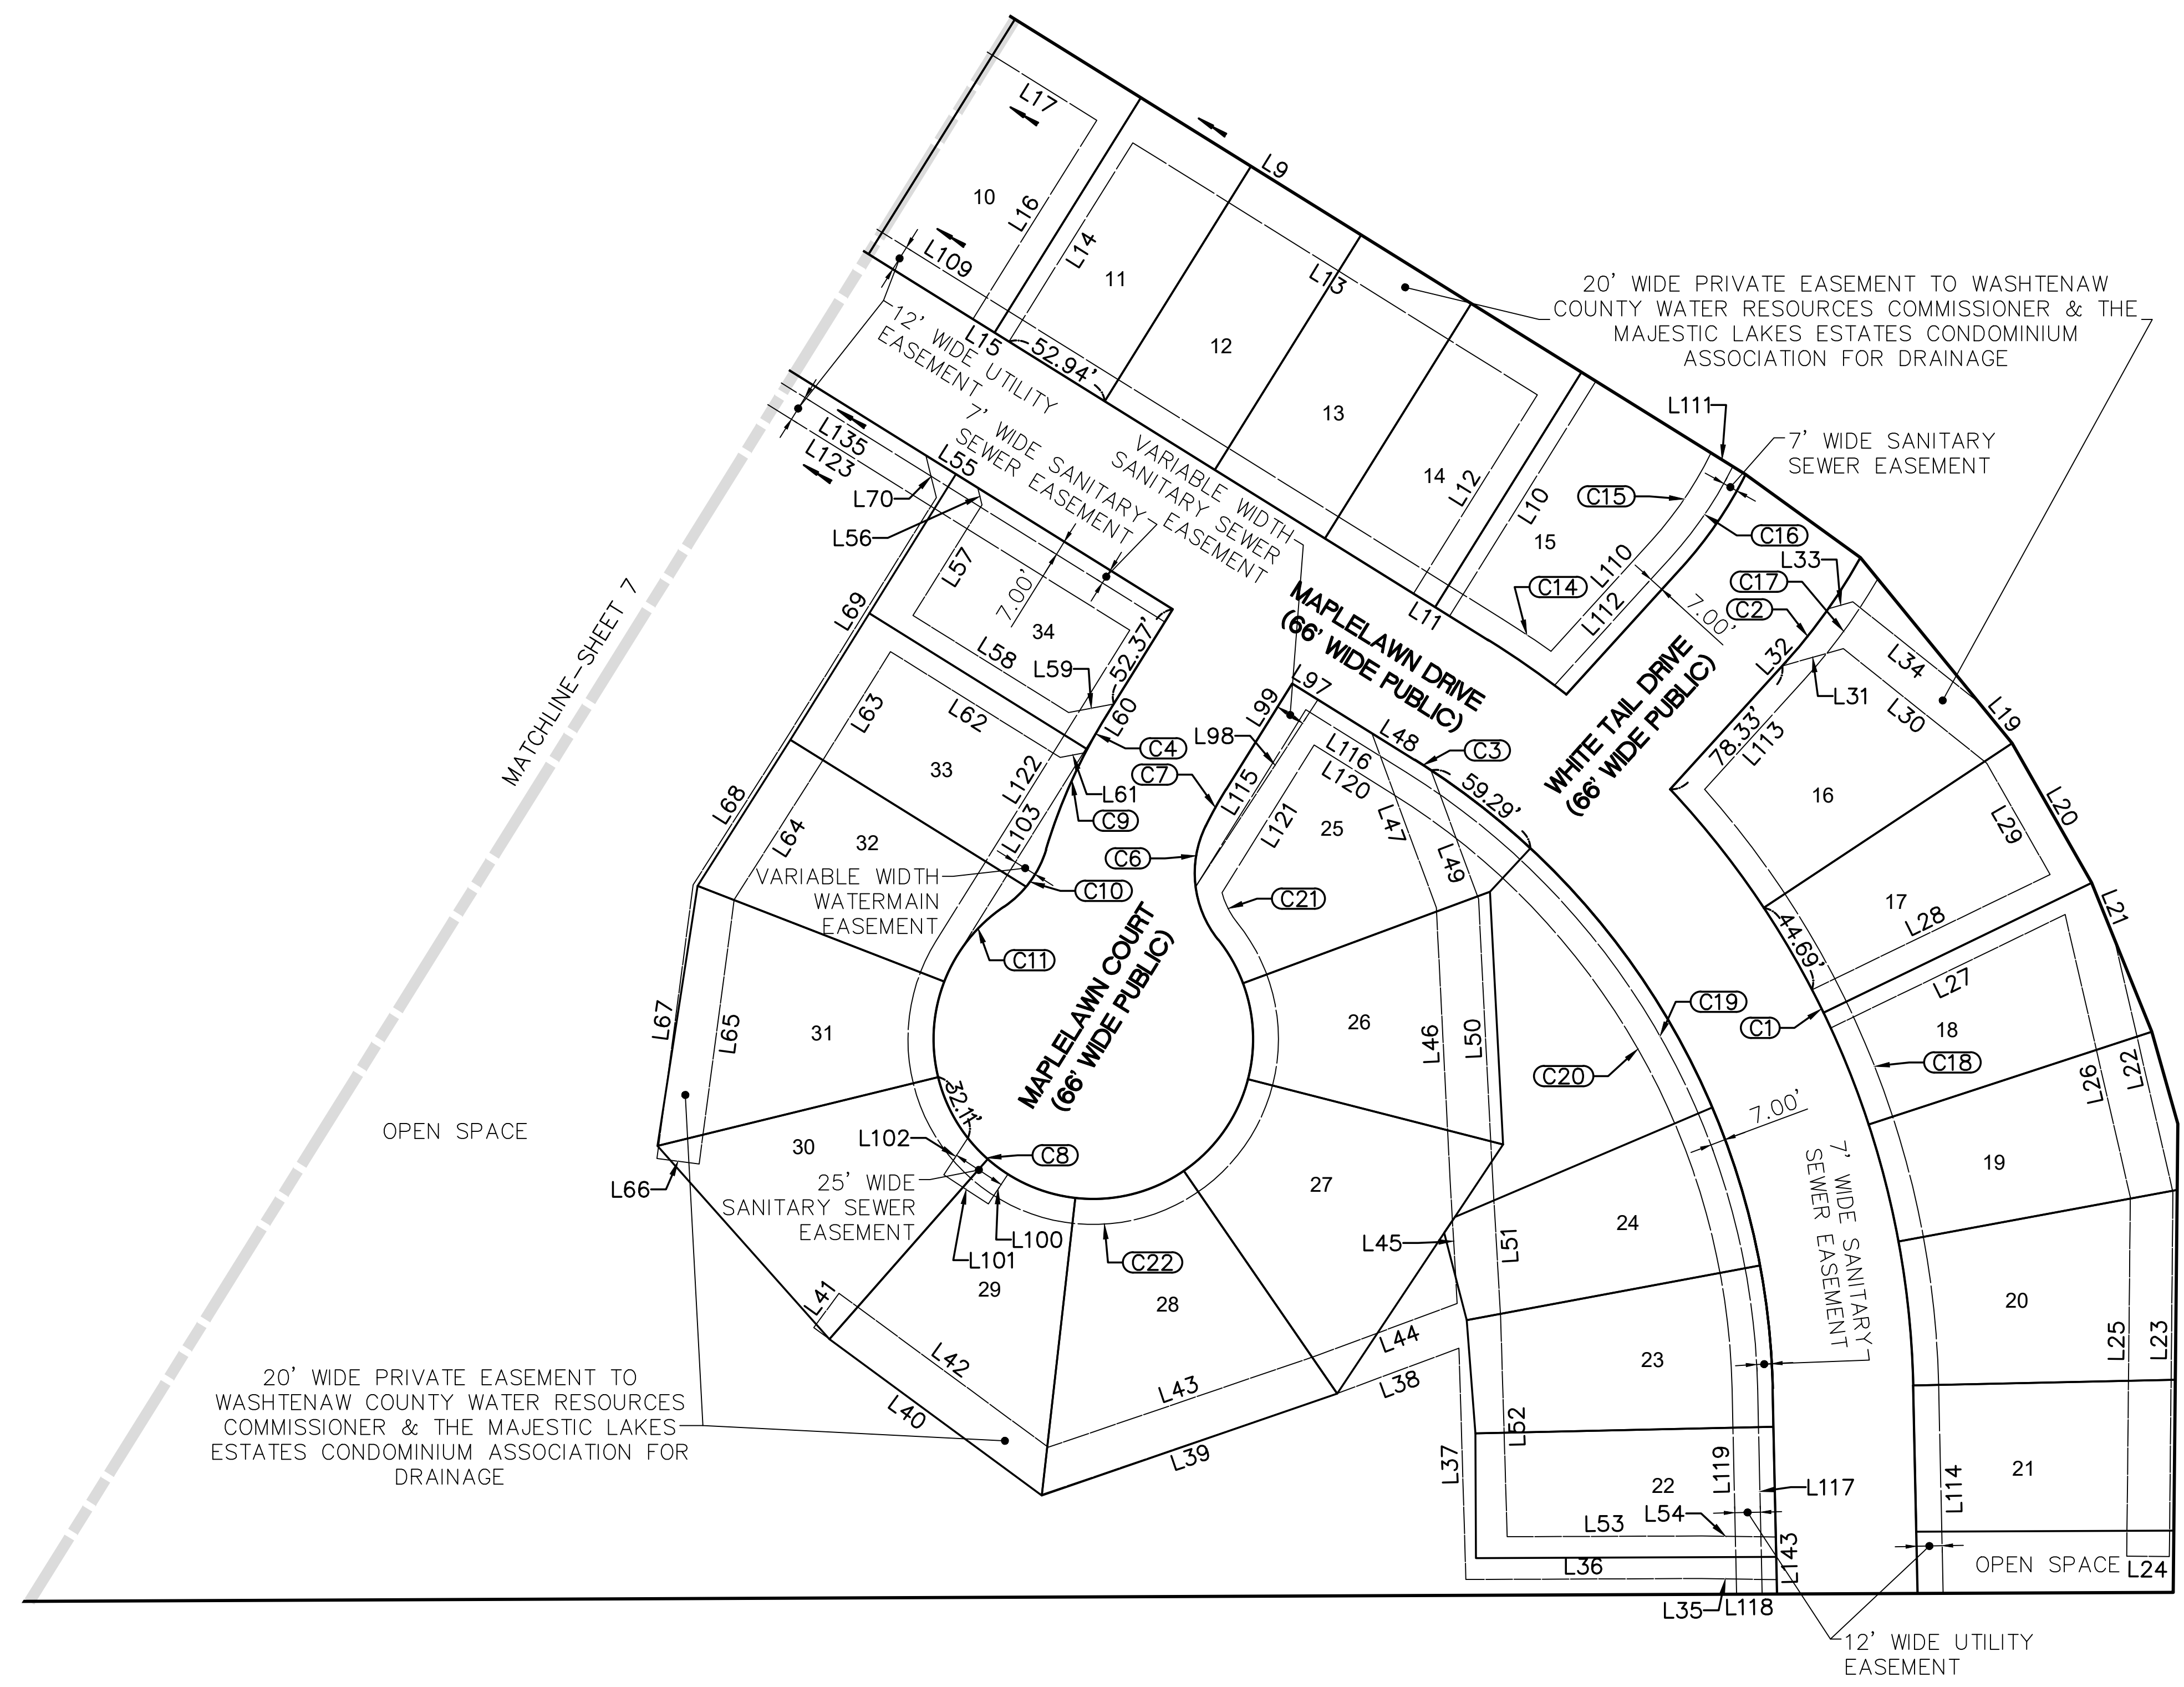 L17
L9
10
L16
L109
L14
11
L13
12
13
L15
52.94'
12' WIDE UTILITY
EASEMENT
20' WIDE PRIVATE EASEMENT TO WASHTENAW
COUNTY WATER RESOURCES COMMISSIONER & THE
MAJESTIC LAKES ESTATES CONDOMINIUM
ASSOCIATION FOR DRAINAGE
L111
7' WIDE SANITARY
SEWER EASEMENT
L135
L123
L55
L70
L56
7' WIDE SANITARY
SEWER EASEMENT
VARIABLE WIDTH
SANITARY SEWER
EASEMENT
14
L12
L10
C15
15
C16
L110
L112
C14
7.00'
L33
C17
C2
L11
MAPLELAWN DRIVE
(66' WIDE PUBLIC)
WHITE TAIL DRIVE
(66' WIDE PUBLIC)
L32
L31
L34
L30
L19
78.33'
L113
16
L57
7.00'
34
L58
L59
52.37'
L60
L69
L63
L62
33
L122
L61
C4
C9
L103
L97
L99
L98
L48
C3
L116
L120
L115
C7
L121
25
L47
L49
59.29'
C6
C21
MATCHLINE-SHEET 7
L68
L64
32
VARIABLE WIDTH
WATERMAIN
EASEMENT
C10
C11
MAPLELAWN COURT
(66' WIDE PUBLIC)
L20
L29
17
L28
L21
44.69'
L27
18
C1
C18
L26
L22
C19
C20
L67
L65
31
26
L46
L50
OPEN SPACE
30
32.11'
L102
C8
L66
25' WIDE
SANITARY SEWER
EASEMENT
L100
L101
29
C22
28
27
L45
L51
24
7.00'
7' WIDE SANITARY
SEWER EASEMENT
19
20
L25
L23
L41
L42
L40
L43
L44
L38
L39
23
L52
L37
20' WIDE PRIVATE EASEMENT TO
WASHTENAW COUNTY WATER RESOURCES
COMMISSIONER & THE MAJESTIC LAKES
ESTATES CONDOMINIUM ASSOCIATION FOR
DRAINAGE
22
L119
L117
L54
L53
L36
L143
L35
L118
L114
21
OPEN SPACE
L24
12' WIDE UTILITY
EASEMENT